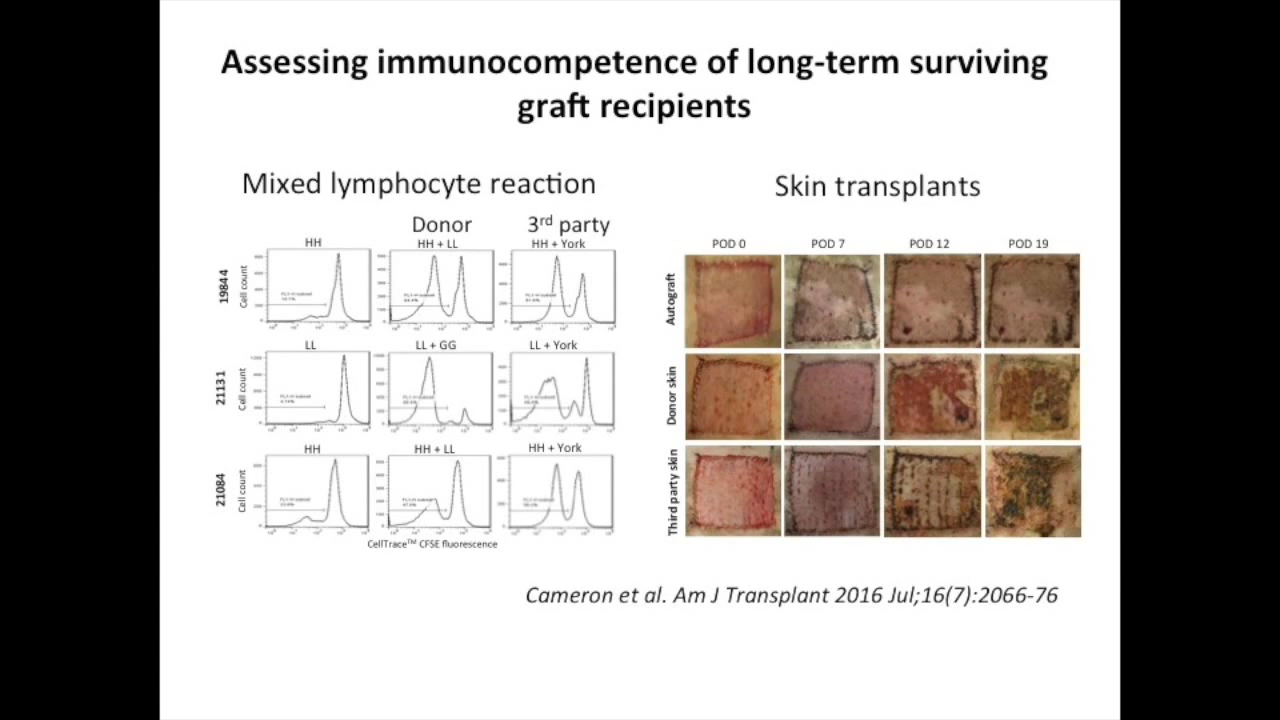 Assessing immunocompetence of long-term surviving
graft recipients
Mixed lymphocyte reaction
Donor
3rd party
19844
Cell count
HH
HH + LL
HH + York
21131
Cell count
LL
LL + GG
LL + York
21084
Cell count
HH
HH + LL
HH + York
CellTrace™ CFSE fluorescence
Skin transplants
POD 0
POD 7
POD 12
POD 19
Autograft
Donor skin
Third party skin
Cameron et al. Am J Transplant 2016 Jul;16(7):2066-76